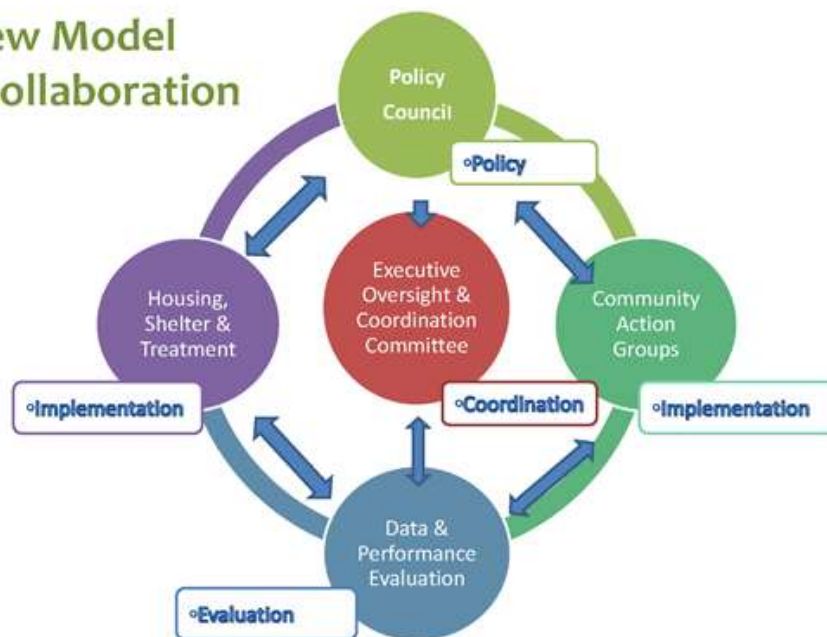 ew Model
ollaboration
Policy
Council
◦Policy
Housing,
Shelter &
Treatment
Executive
Oversight &
Coordination
Committee
Community
Action
Groups
◦Implementation
◦Coordination
◦Implementation
Data &
Performance
Evaluation
◦Evaluation